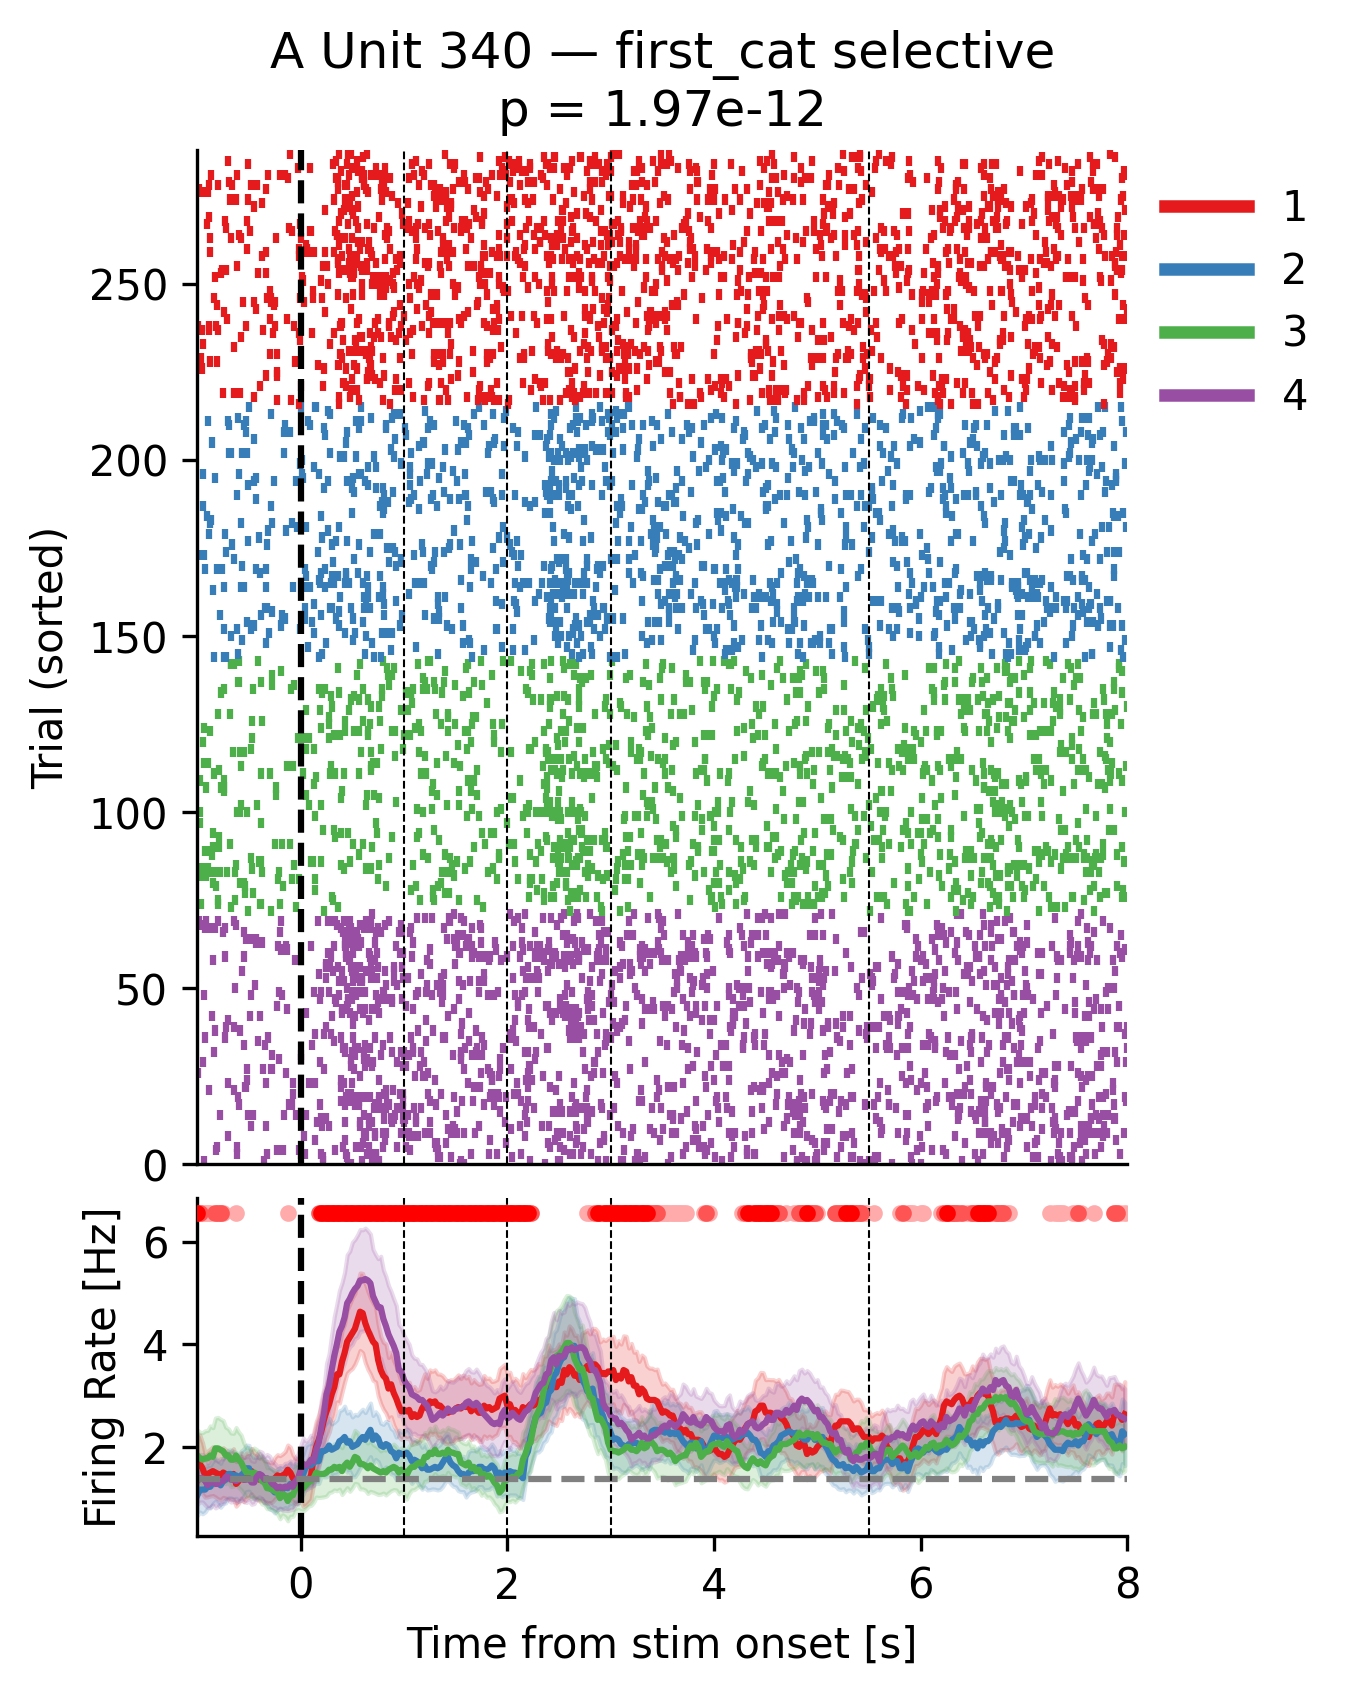 A Unit 340 — first_cat selective
p = 1.97e-12
1
2
3
4
250
200
150
100
50
0
Trial (sorted)
6
4
2
Firing Rate [Hz]
0 2 4 6 8
Time from stim onset [s]